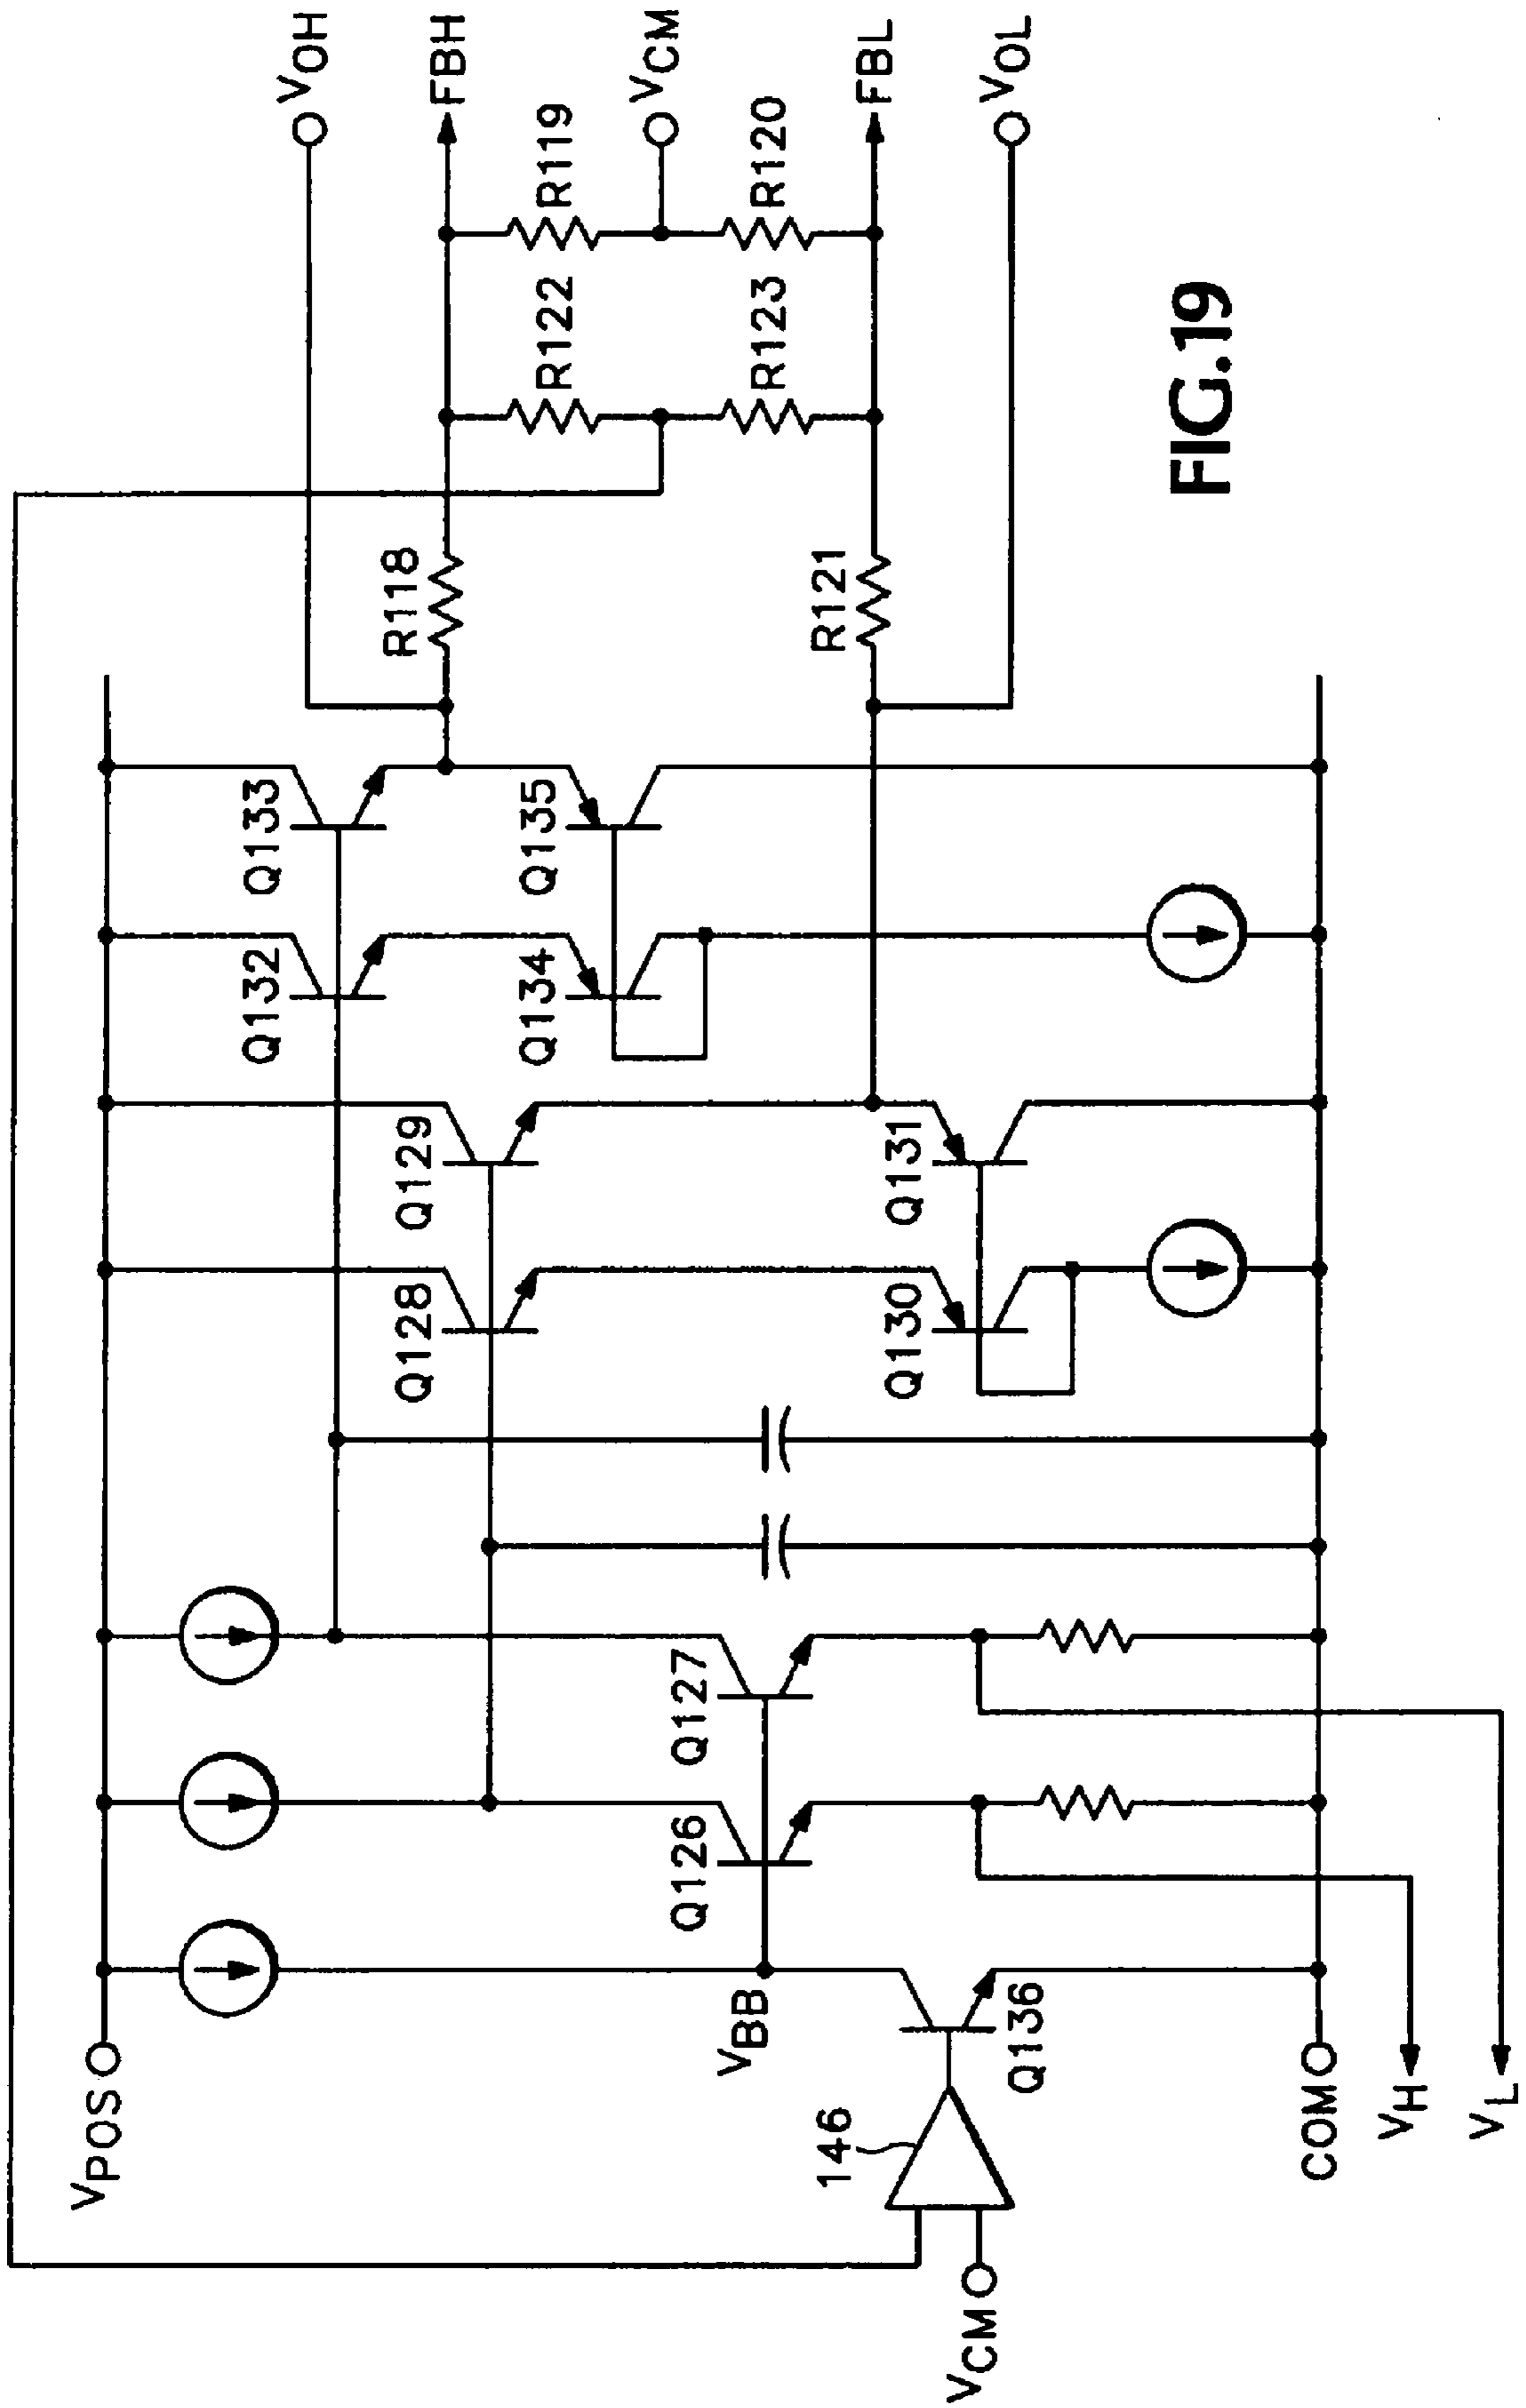 VPOS
VCM
146
VBB
Q136
COM
VH
VL
Q126
Q127
Q128
Q129
Q130
Q131
Q132
Q133
Q134
Q135
R118
R121
R122
R123
R119
R120
VOH
FBH
VCM
FBL
VOL
FIG.19